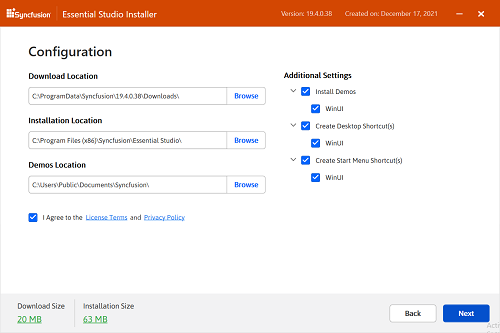 Syncfusion Essential Studio Installer Version: 19.4.0.38 Created on: December 17, 2021
Configuration
Download Location
C:\ProgramData\Syncfusion\19.4.0.38\Downloads\ Browse
Installation Location
C:\Program Files (x86)\Syncfusion\Essential Studio\ Browse
Demos Location
C:\Users\Public\Documents\Syncfusion\ Browse
I Agree to the License Terms and Privacy Policy
Additional Settings
Install Demos
WinUI
Create Desktop Shortcut(s)
WinUI
Create Start Menu Shortcut(s)
WinUI
Download Size Installation Size
20 MB 63 MB
Back Next